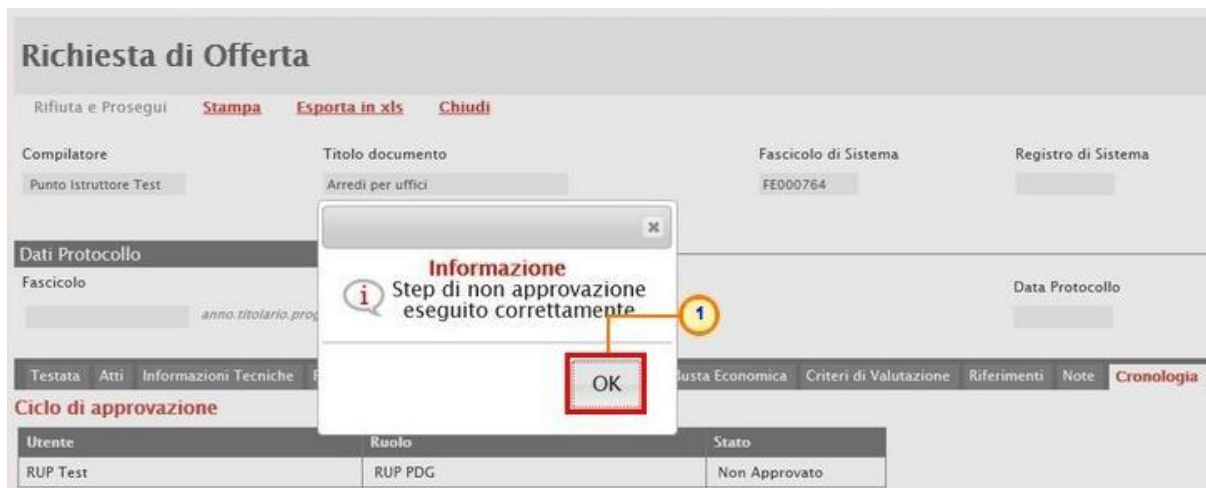 Richiesta di Offerta
Rifiuta e Prosegui Stampa Esporta in xls Chiudi
Compilatore Titolo documento Fascicolo di Sistema Registro di Sistema
Punto Istruttore Test Arredi per uffici FE000764
Dati Protocollo
Informazione
Fascicolo Data Protocollo
i Step di non approvazione
eseguito correttamente
1
anno.titolario.prog
OK
Testata Atti Informazioni Tecniche Busta Economica Criteri di Valutazione Riferimenti Note Cronologia
Ciclo di approvazione
Utente Ruolo Stato
RUP Test RUP PDG Non Approvato